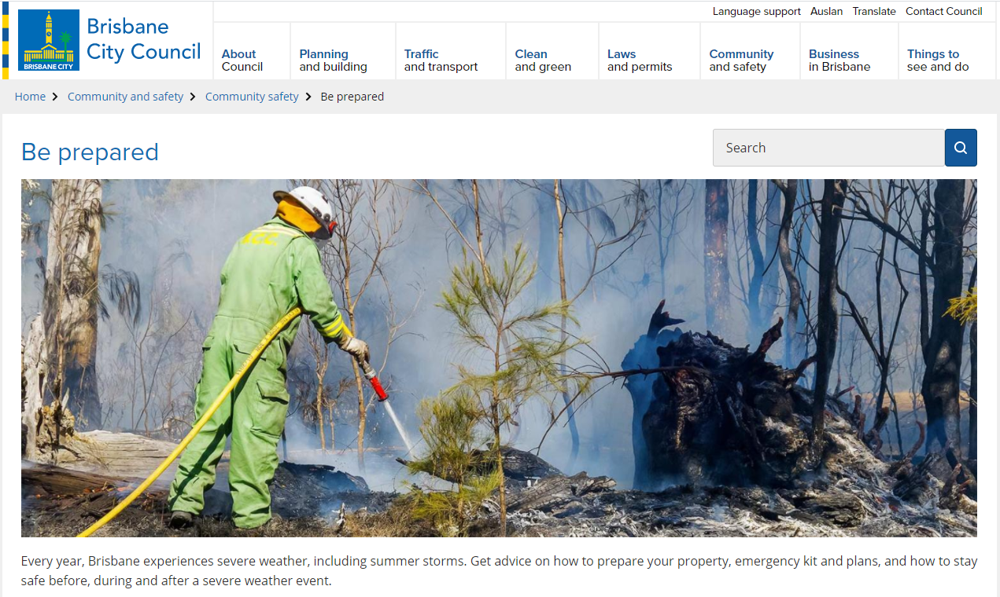 Language support Auslan Translate Contact Council
Brisbane
City Council
BRISBANE CITY
About
Council
Planning
and building
Traffic
and transport
Clean
and green
Laws
and permits
Community
and safety
Business
in Brisbane
Things to
see and do
Home Community and safety Community safety Be prepared
Be prepared
Search
Every year, Brisbane experiences severe weather, including summer storms. Get advice on how to prepare your property, emergency kit and plans, and how to stay
safe before, during and after a severe weather event.